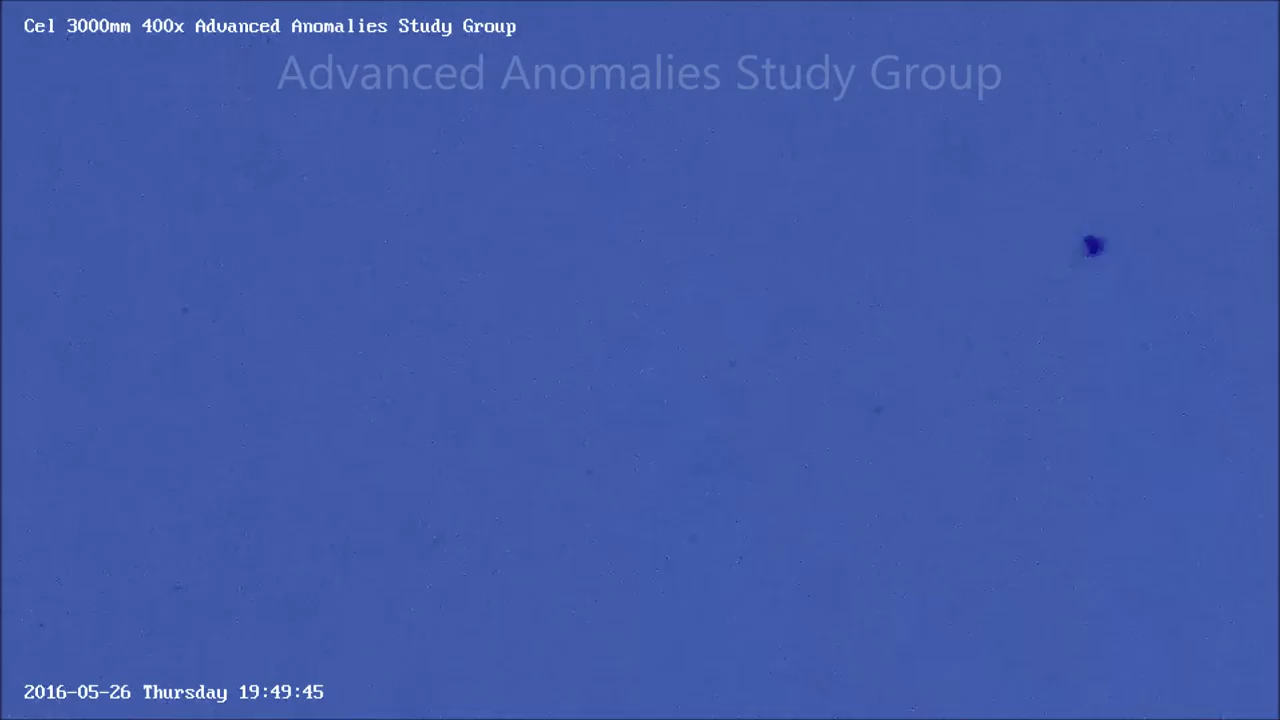 Cel 3000mm 400x Advanced Anomalies Study Group
Advanced Anomalies Study Group
2016-05-26 Thursday 19:49:45